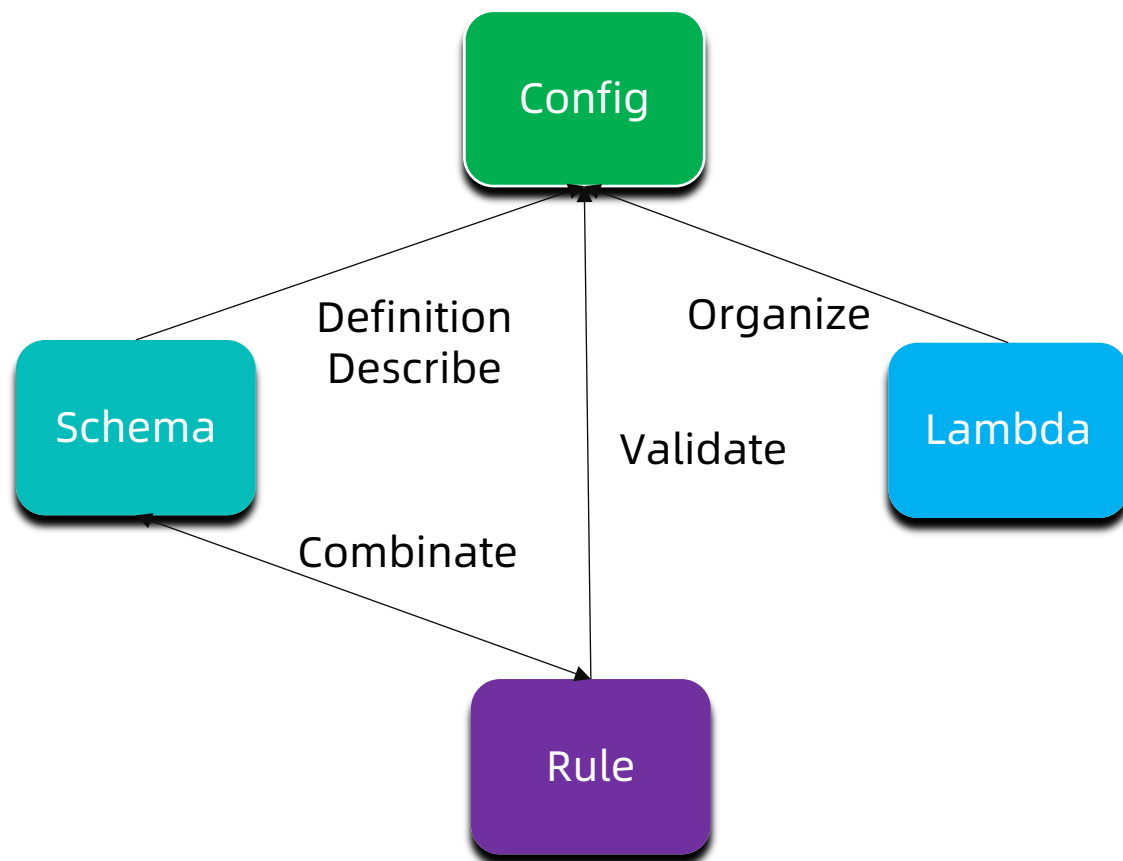 Config
Definition
Describe
Organize
Schema
Lambda
Validate
Combinate
Rule